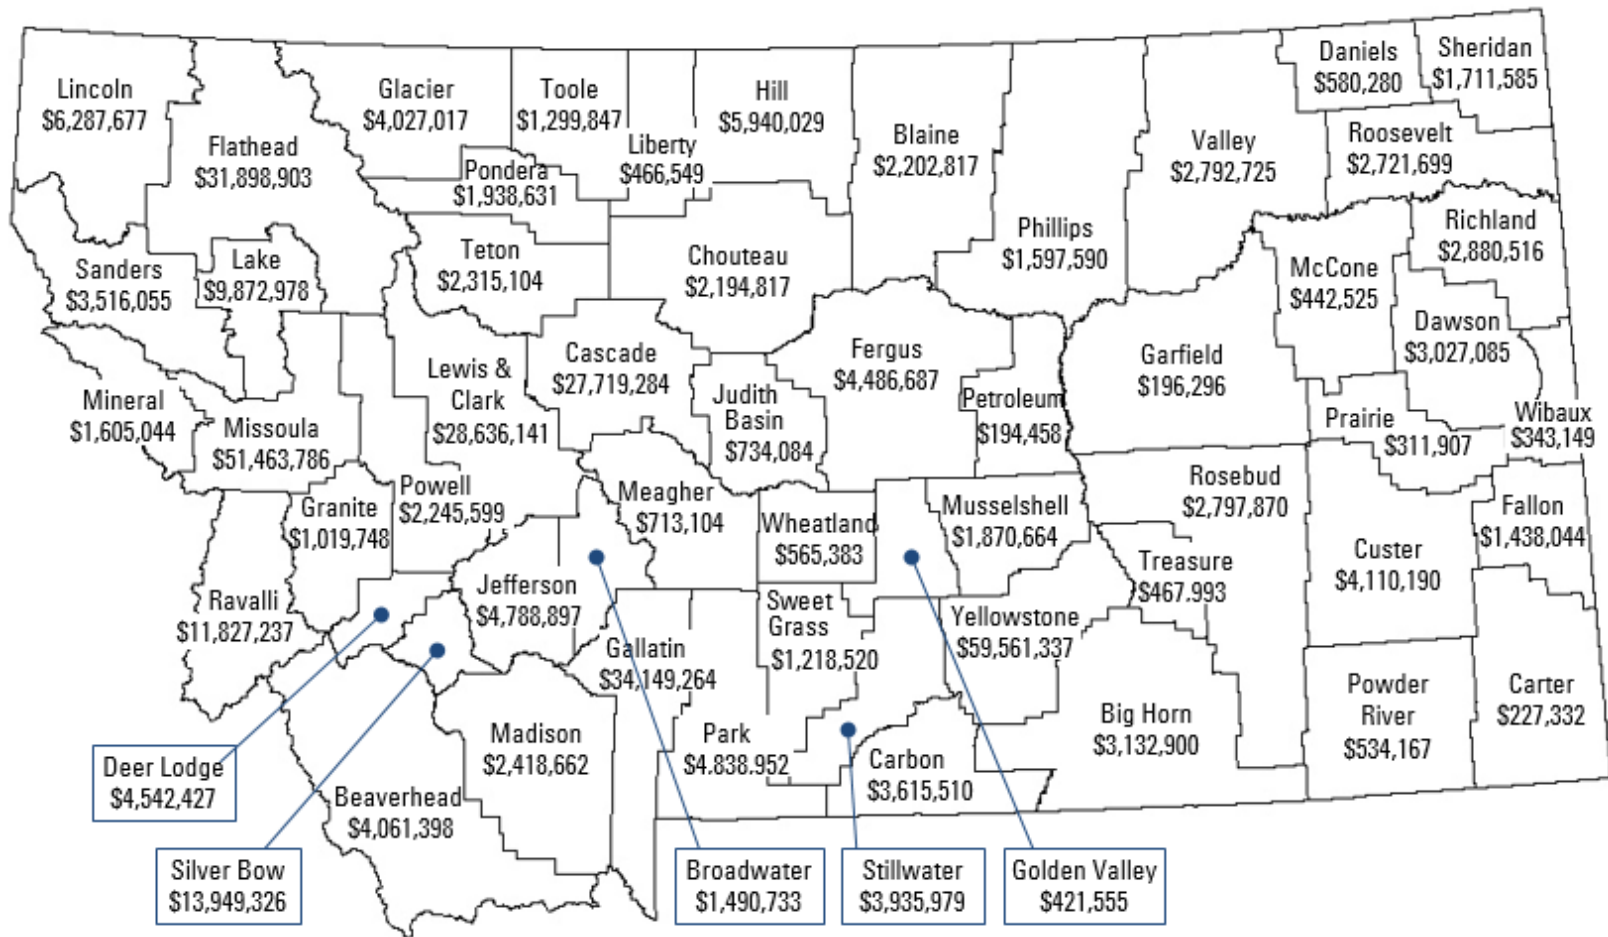 Lincoln
$6,287,677
Flathead
$31,898,903
Glacier
$4,027,017
Toole
$1,299,847
Liberty
$466,549
Hill
$5,940,029
Blaine
$2,202,817
Phillips
$1,597,590
Valley
$2,792,725
Daniels
$580,280
Sheridan
$1,711,585
Roosevelt
$2,721,699
Pondera
$1,938,631
Teton
$2,315,104
Chouteau
$2,194,817
Sanders
$3,516,055
Lake
$9,872,978
Richland
$2,880,516
McCone
$442,525
Dawson
$3,027,085
Mineral
$1,605,044
Missoula
$51,463,786
Lewis &
Clark
$28,636,141
Cascade
$27,719,284
Judith
Basin
$734,084
Fergus
$4,486,687
Petroleum
$194,458
Garfield
$196,296
Prairie
$311,907
Wibaux
$343,149
Granite
$1,019,748
Powell
$2,245,599
Meagher
$713,104
Wheatland
$565,383
Musselshell
$1,870,664
Rosebud
$2,797,870
Fallon
$1,438,044
Custer
$4,110,190
Treasure
$467.993
Ravalli
$11,827,237
Jefferson
$4,788,897
Gallatin
$34,149,264
Sweet
Grass
$1,218,520
Yellowstone
$59,561,337
Madison
$2,418,662
Park
$4.838.952
Carbon
$3,615,510
Big Horn
$3,132,900
Powder
River
$534,167
Carter
$227,332
Deer Lodge
$4,542,427
Beaverhead
$4,061,398
Silver Bow
$13,949,326
Broadwater
$1,490,733
Stillwater
$3,935,979
Golden Valley
$421,555